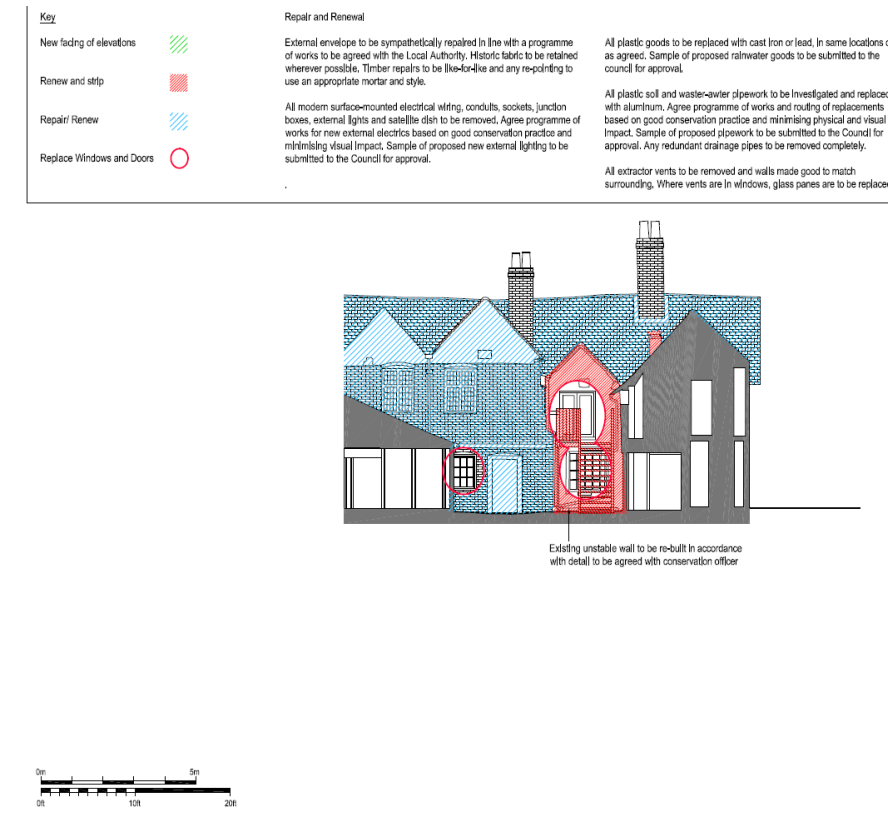 Key
New facing of elevations
Renew and strip
Repair/ Renew
Replace Windows and Doors
Repair and Renewal
External envelope to be sympathetically repaired in line with a programme
of works to be agreed with the Local Authority. Historic fabric to be retained
wherever possible. Timber repairs to be like-for-like and any re-pointing to
use an appropriate mortar and style.
All modern surface-mounted electrical wiring, conduits, sockets, junction
boxes, external lights and satellite dish to be removed. Agree programme of
works for new external electrics based on good conservation practice and
minimising visual impact. Sample of proposed new external lighting to be
submitted to the Council for approval.
.
All plastic goods to be replaced with cast iron or lead, in same locations
as agreed. Sample of proposed rainwater goods to be submitted to the
council for approval.
All plastic soil and waster-awter pipework to be investigated and replaced
with aluminum. Agree programme of works and routing of replacements
based on good conservation practice and minimising physical and visual
impact. Sample of proposed pipework to be submitted to the Council for
approval. Any redundant drainage pipes to be removed completely.
All extractor vents to be removed and walls made good to match
surrounding. Where vents are in windows, glass panes are to be replaced
Existing unstable wall to be re-built in accordance
with detail to be agreed with conservation officer
0m 5m
0ft 10ft 20ft